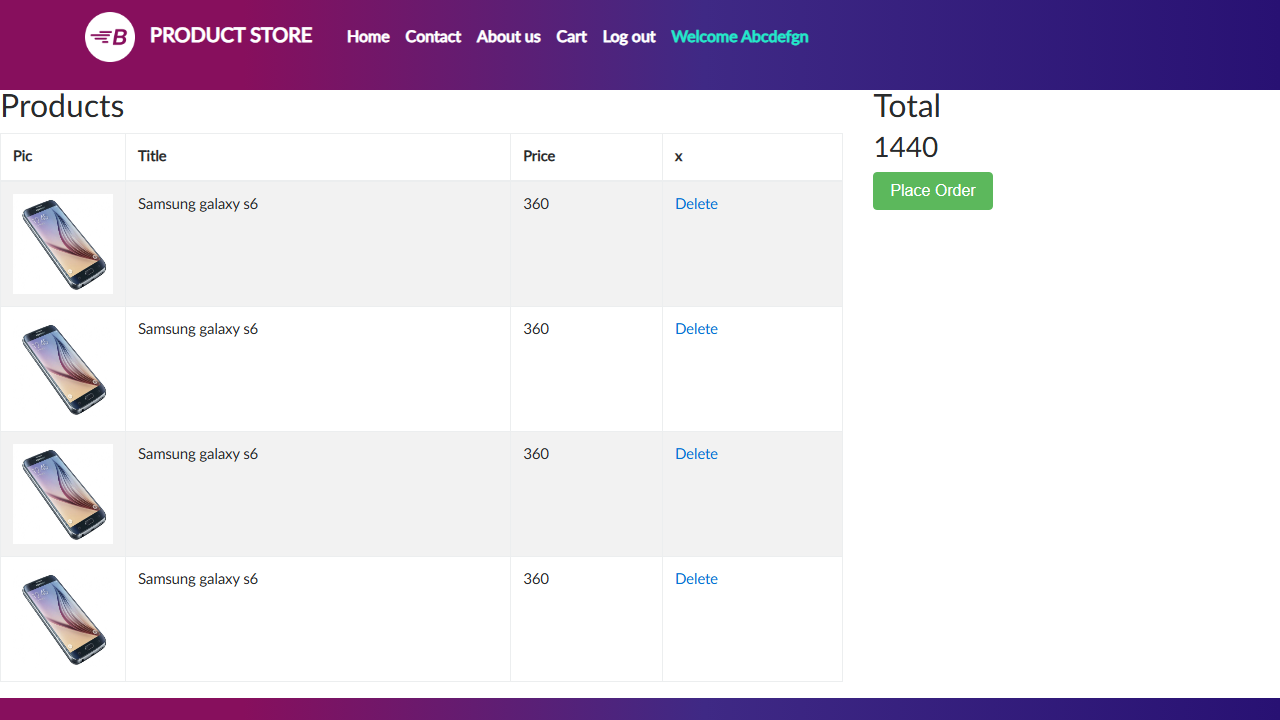 B PRODUCT STORE Home Contact About us Cart Log out Welcome Abcdefgn
Products
Pic Title Price x
Samsung galaxy s6 360 Delete
Samsung galaxy s6 360 Delete
Samsung galaxy s6 360 Delete
Samsung galaxy s6 360 Delete
Total
1440
Place Order